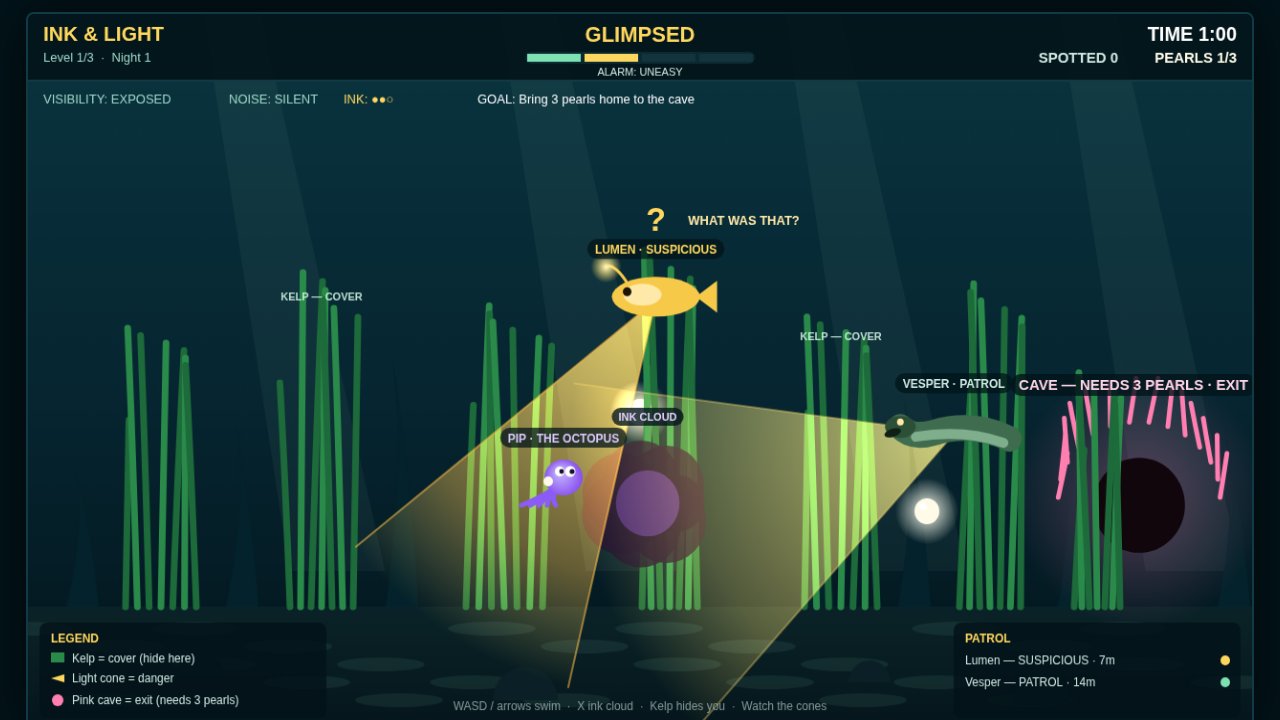 INK & LIGHT
GLIMPSED
TIME 1:00
Level 1/3 · Night 1
SPOTTED 0
PEARLS 1/3
ALARM: UNEASY
VISIBILITY: EXPOSED
NOISE: SILENT
INK: ●●○
GOAL: Bring 3 pearls home to the cave
?
WHAT WAS THAT?
LUMEN · SUSPICIOUS
KELP — COVER
KELP — COVER
VESPER · PATROL
CAVE — NEEDS 3 PEARLS · EXIT
INK CLOUD
PIP · THE OCTOPUS
LEGEND
Kelp = cover (hide here)
Light cone = danger
Pink cave = exit (needs 3 pearls)
PATROL
Lumen — SUSPICIOUS · 7m
Vesper — PATROL · 14m
WASD / arrows swim · X ink cloud · Kelp hides you · Watch the cones